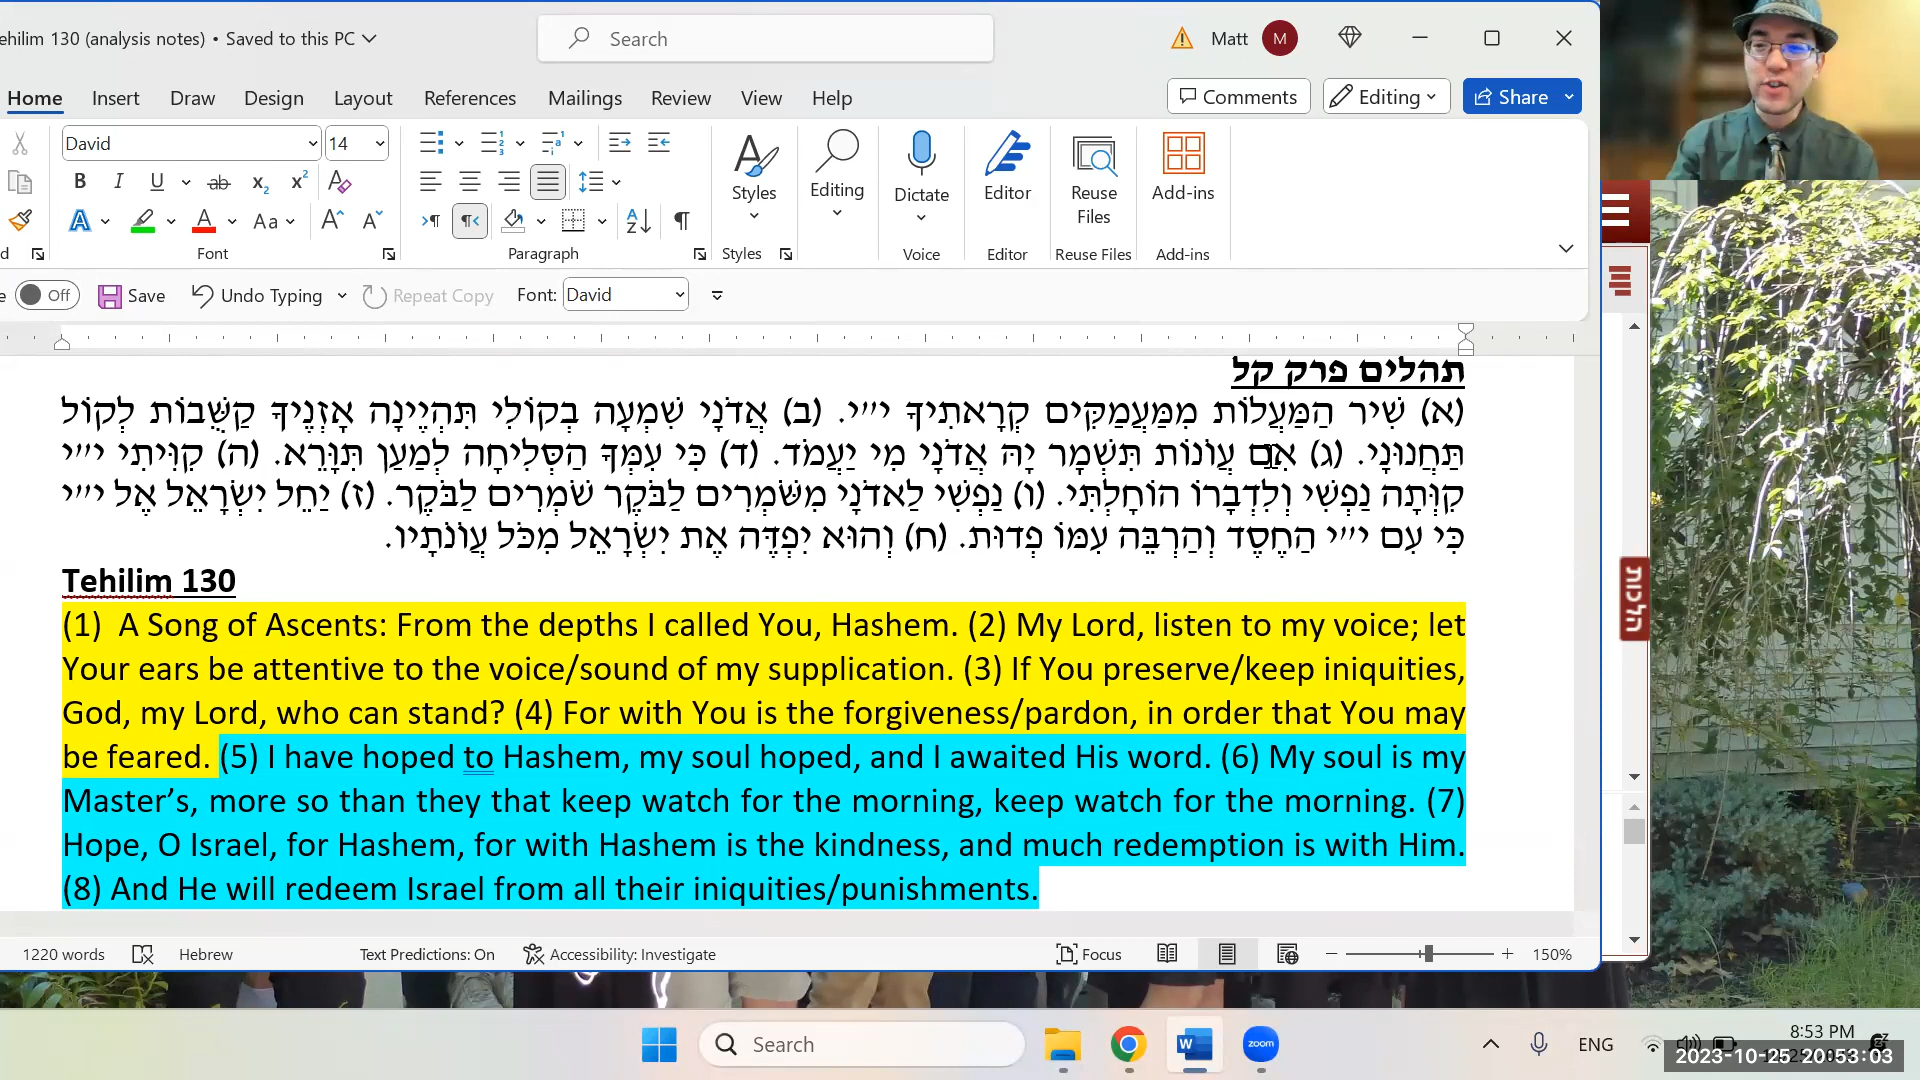 ehilim 130 (analysis notes) • Saved to this PC
Search
Matt
M
Home Insert Draw Design Layout References Mailings Review View Help
Comments Editing Share
David 14
B I U ab x₂ x²
A A Aa A A
Font Paragraph Styles Voice Editor Reuse Files Add-ins
Styles Editing Dictate Editor Reuse Files Add-ins
e Off Save Undo Typing Repeat Copy Font: David
תהלים פרק קל
(א) שִׁיר הַמַּעֲלוֹת מִמַּעֲמַקִּים קְרָאתִיךָ י״י. (ב) אֲדֹנָי שִׁמְעָה בְקוֹלִי תִּהְיֶינָה אָזְנֶיךָ קַשֻּׁבוֹת לְקוֹל
תַּחֲנוּנָי. (ג) אִם עֲוֹנוֹת תִּשְׁמָר יָהּ אֲדֹנָי מִי יַעֲמֹד. (ד) כִּי עִמְּךָ הַסְּלִיחָה לְמַעַן תִּוָּרֵא. (ה) קִוִּיתִי י״י
קִוְּתָה נַפְשִׁי וְלִדְבָרוֹ הוֹחָלְתִּי. (ו) נַפְשִׁי לַאדֹנָי מִשֹּׁמְרִים לַבֹּקֶר שֹׁמְרִים לַבֹּקֶר. (ז) יַחֵל יִשְׂרָאֵל אֶל י״י
כִּי עִם י״י הַחֶסֶד וְהַרְבֵּה עִמּוֹ פְדוּת. (ח) וְהוּא יִפְדֶּה אֶת יִשְׂרָאֵל מִכֹּל עֲוֹנֹתָיו.
Tehilim 130
(1) A Song of Ascents: From the depths I called You, Hashem. (2) My Lord, listen to my voice; let
Your ears be attentive to the voice/sound of my supplication. (3) If You preserve/keep iniquities,
God, my Lord, who can stand? (4) For with You is the forgiveness/pardon, in order that You may
be feared. (5) I have hoped to Hashem, my soul hoped, and I awaited His word. (6) My soul is my
Master’s, more so than they that keep watch for the morning, keep watch for the morning. (7)
Hope, O Israel, for Hashem, for with Hashem is the kindness, and much redemption is with Him.
(8) And He will redeem Israel from all their iniquities/punishments.
הלכות
1220 words Hebrew Text Predictions: On Accessibility: Investigate Focus 150%
Search W zoom ENG 8:53 PM
2023-10-25 20:53:03